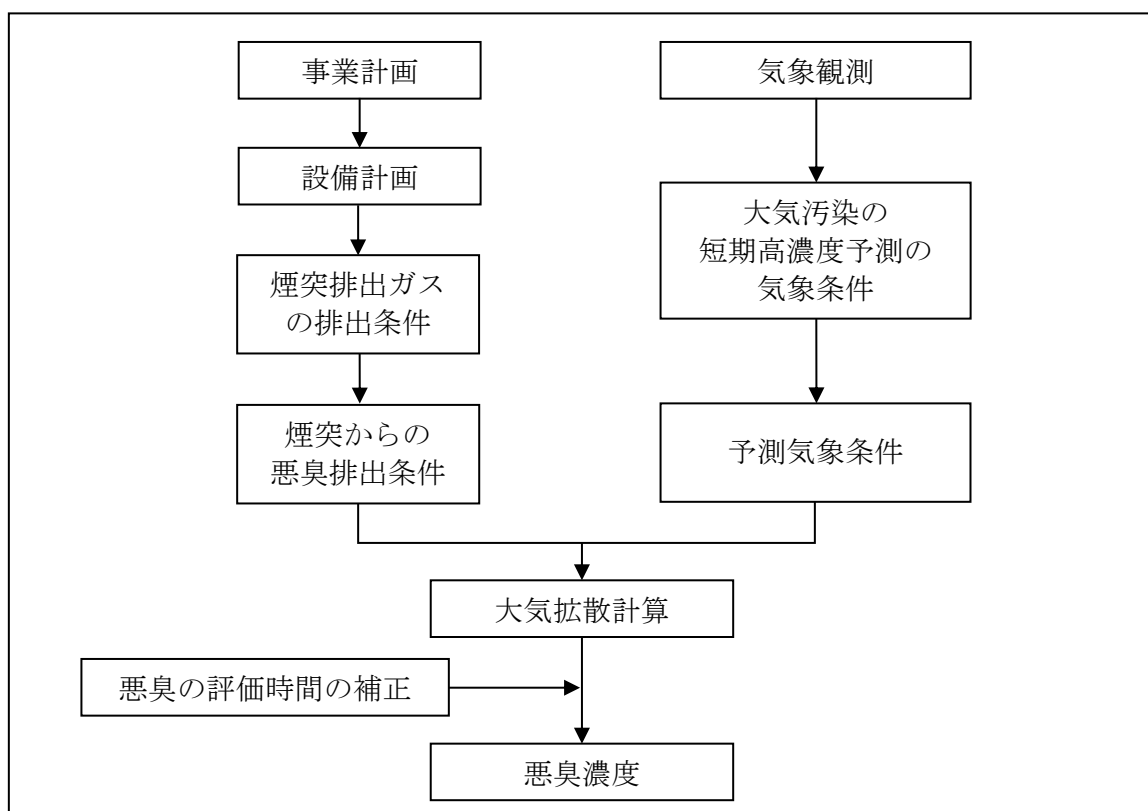 事業計画
気象観測
設備計画
大気汚染の
短期高濃度予測の
気象条件
煙突排出ガス
の排出条件
煙突からの
悪臭排出条件
予測気象条件
大気拡散計算
悪臭の評価時間の補正
悪臭濃度